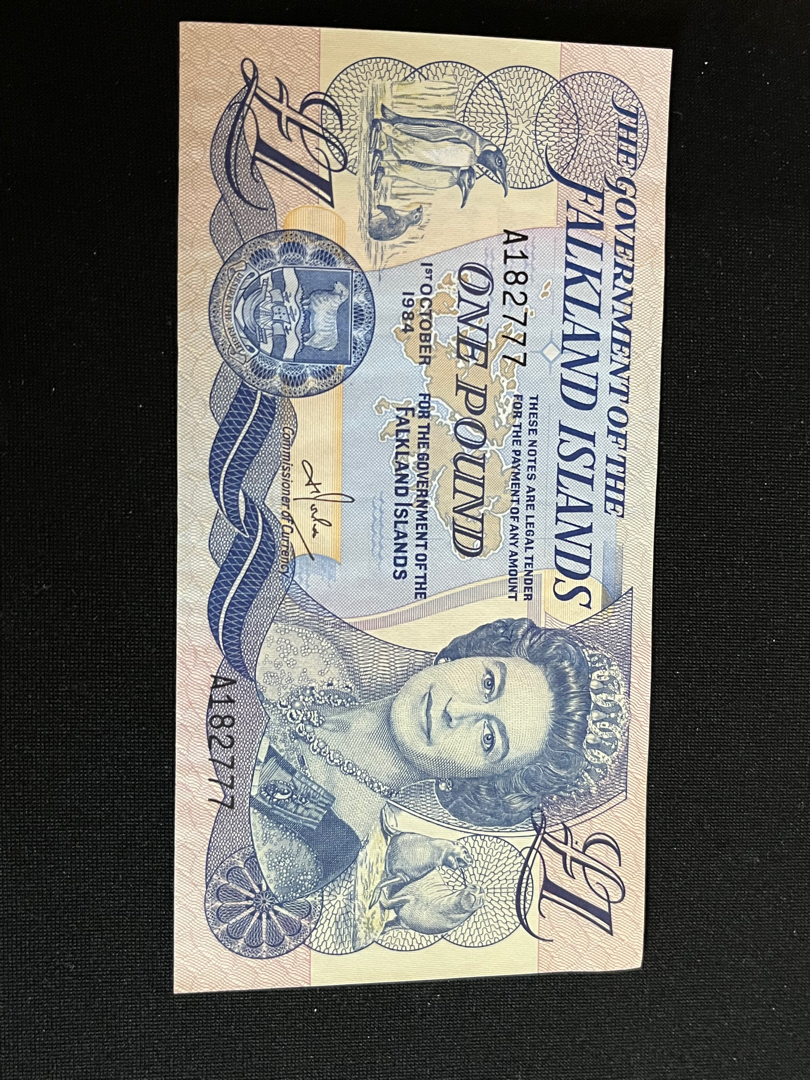 THE GOVERNMENT OF THE
FALKLAND ISLANDS
£1
THESE NOTES ARE LEGAL TENDER
FOR THE PAYMENT OF ANY AMOUNT
A182777
ONE POUND
1ST OCTOBER
1984
FOR THE GOVERNMENT OF THE
FALKLAND ISLANDS
Commissioner of Currency
A182777
£1